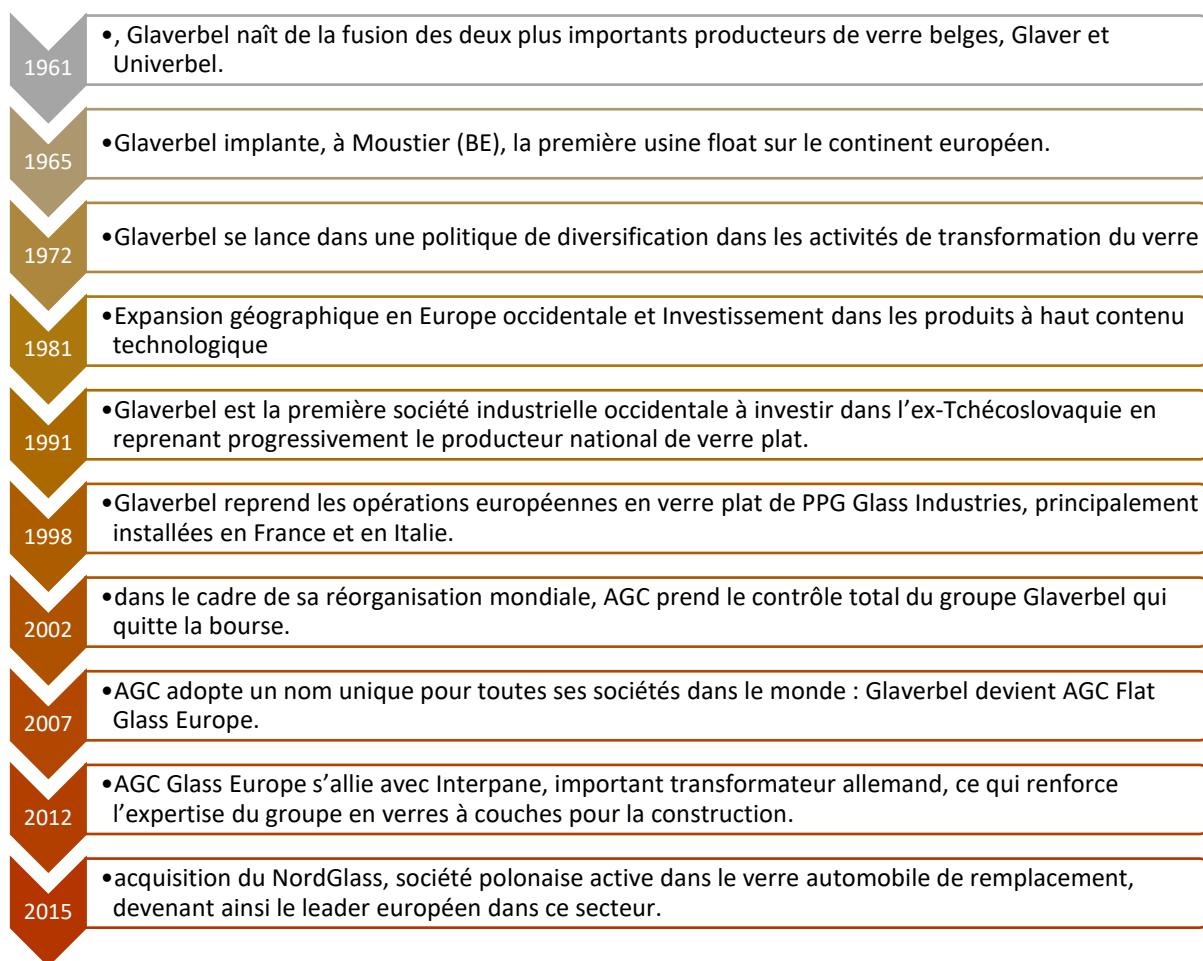 1961
•, Glaverbel naît de la fusion des deux plus importants producteurs de verre belges, Glaver et
Univerbel.
1965
•Glaverbel implante, à Moustier (BE), la première usine float sur le continent européen.
1972
•Glaverbel se lance dans une politique de diversification dans les activités de transformation du verre
1981
•Expansion géographique en Europe occidentale et Investissement dans les produits à haut contenu
technologique
1991
•Glaverbel est la première société industrielle occidentale à investir dans l’ex-Tchécoslovaquie en
reprenant progressivement le producteur national de verre plat.
1998
•Glaverbel reprend les opérations européennes en verre plat de PPG Glass Industries, principalement
installées en France et en Italie.
2002
•dans le cadre de sa réorganisation mondiale, AGC prend le contrôle total du groupe Glaverbel qui
quitte la bourse.
2007
•AGC adopte un nom unique pour toutes ses sociétés dans le monde : Glaverbel devient AGC Flat
Glass Europe.
2012
•AGC Glass Europe s’allie avec Interpane, important transformateur allemand, ce qui renforce
l’expertise du groupe en verres à couches pour la construction.
2015
•acquisition du NordGlass, société polonaise active dans le verre automobile de remplacement,
devenant ainsi le leader européen dans ce secteur.